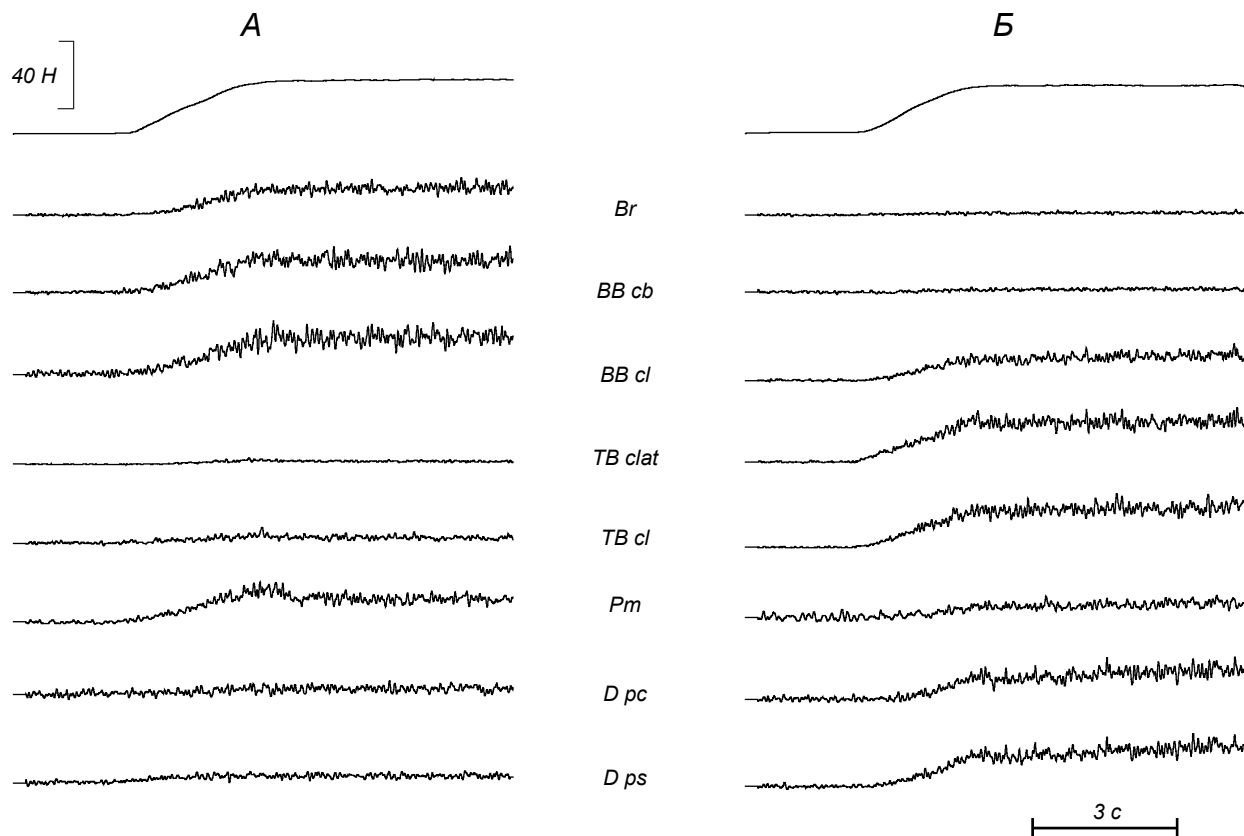 А
Б
40 Н
Br
BB cb
BB cl
TB clat
TB cl
Pm
D pc
D ps
3 с